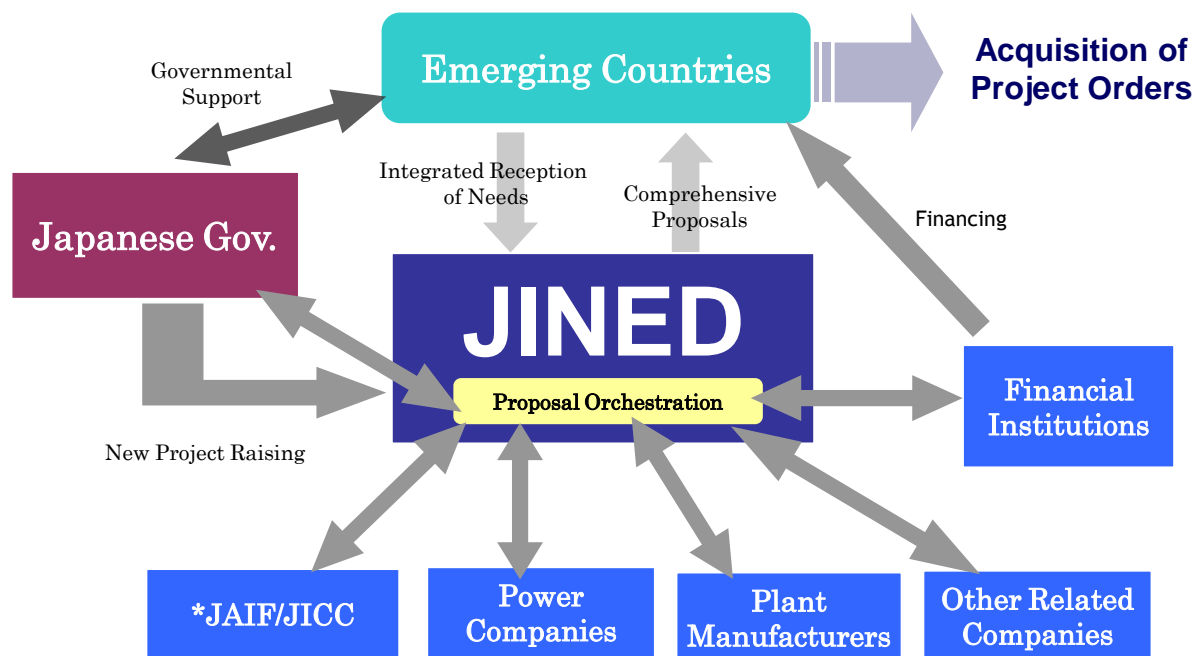 Emerging Countries
Acquisition of
Project Orders
Governmental
Support
Integrated Reception
of Needs
Comprehensive
Proposals
Financing
Japanese Gov.
JINED
Proposal Orchestration
Financial
Institutions
New Project Raising
*JAIF/JICC
Power
Companies
Plant
Manufacturers
Other Related
Companies